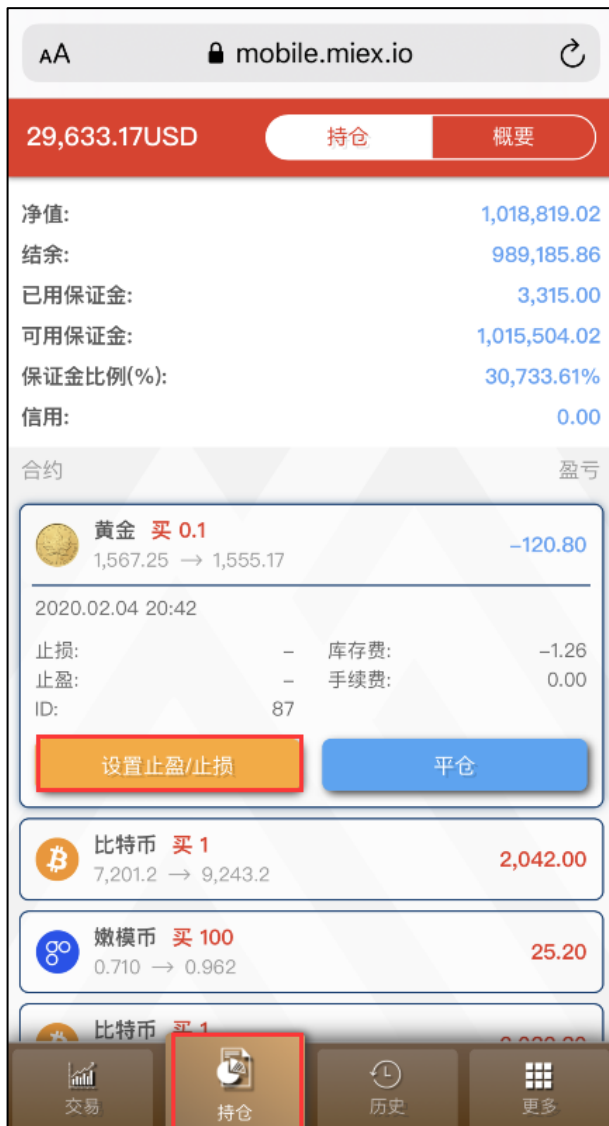 AA mobile.miex.io
29,633.17USD 持仓 概要
净值: 1,018,819.02
结余: 989,185.86
已用保证金: 3,315.00
可用保证金: 1,015,504.02
保证金比例(%): 30,733.61%
信用: 0.00
合约 盈亏
黄金 买 0.1
1,567.25 → 1,555.17 -120.80
2020.02.04 20:42
止损: – 库存费: -1.26
止盈: – 手续费: 0.00
ID: 87
设置止盈/止损 平仓
比特币 买 1
7,201.2 → 9,243.2 2,042.00
嫩模币 买 100
0.710 → 0.962 25.20
比特币 买 1
交易 持仓 历史 更多